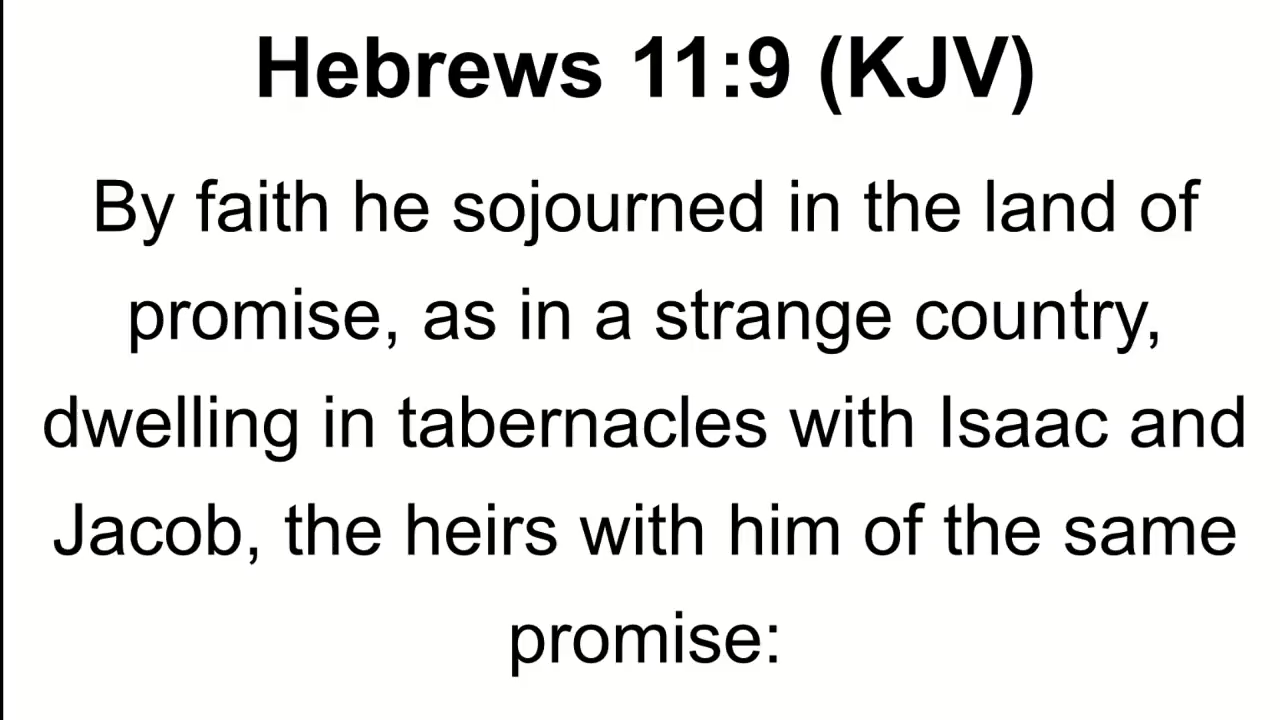 Hebrews 11:9 (KJV)
By faith he sojourned in the land of
promise, as in a strange country,
dwelling in tabernacles with Isaac and
Jacob, the heirs with him of the same
promise: